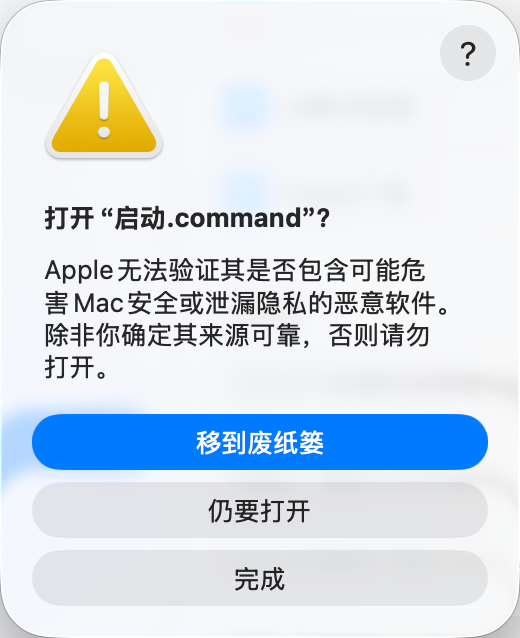 ?
打开 “启动.command”?
Apple 无法验证其是否包含可能危
害 Mac 安全或泄漏隐私的恶意软件。
除非你确定其来源可靠，否则请勿
打开。
移到废纸篓
仍要打开
完成